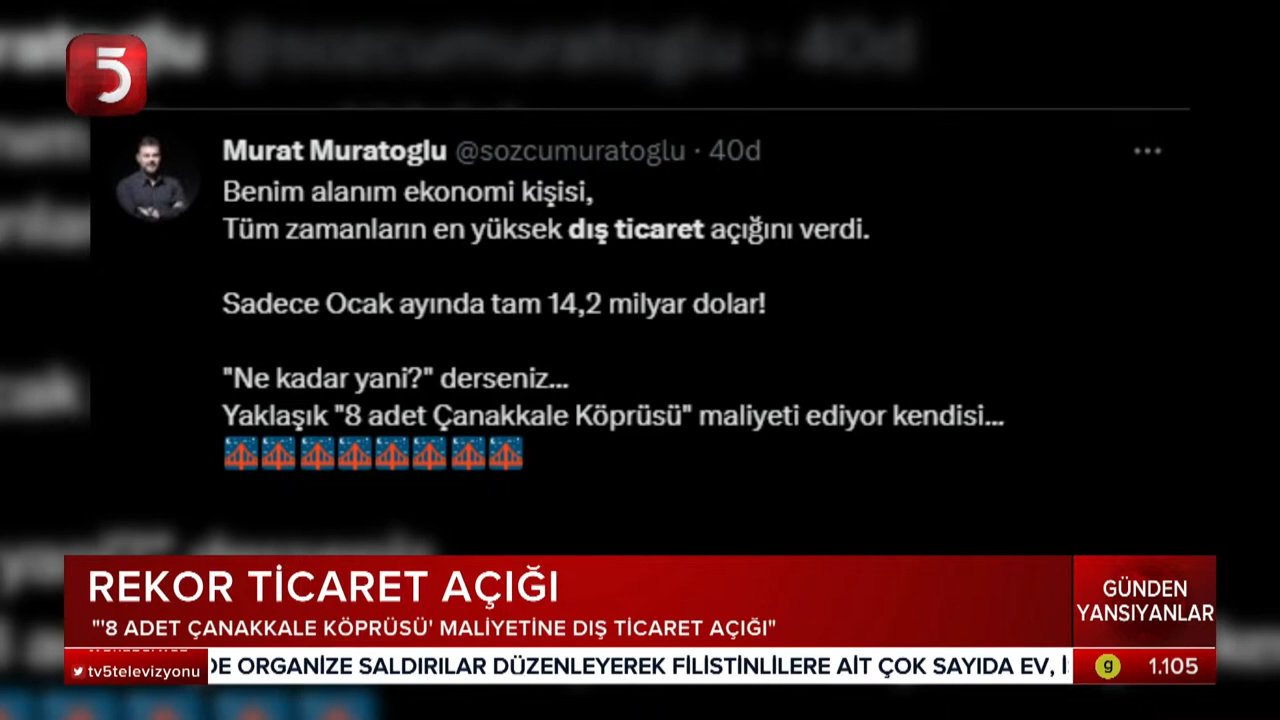 5
Murat Muratoglu @sozcumuratoglu · 40d
Benim alanım ekonomi kişisi,
Tüm zamanların en yüksek dış ticaret açığını verdi.
Sadece Ocak ayında tam 14,2 milyar dolar!
"Ne kadar yani?" derseniz...
Yaklaşık "8 adet Çanakkale Köprüsü" maliyeti ediyor kendisi...
REKOR TİCARET AÇIĞI
"'8 ADET ÇANAKKALE KÖPRÜSÜ' MALİYETİNE DIŞ TİCARET AÇIĞI"
GÜNDEN
YANSIYANLAR
tv5televizyonu
DE ORGANİZE SALDIRILAR DÜZENLEYEREK FİLİSTİNLİLERE AİT ÇOK SAYIDA EV, İ
g 1.105